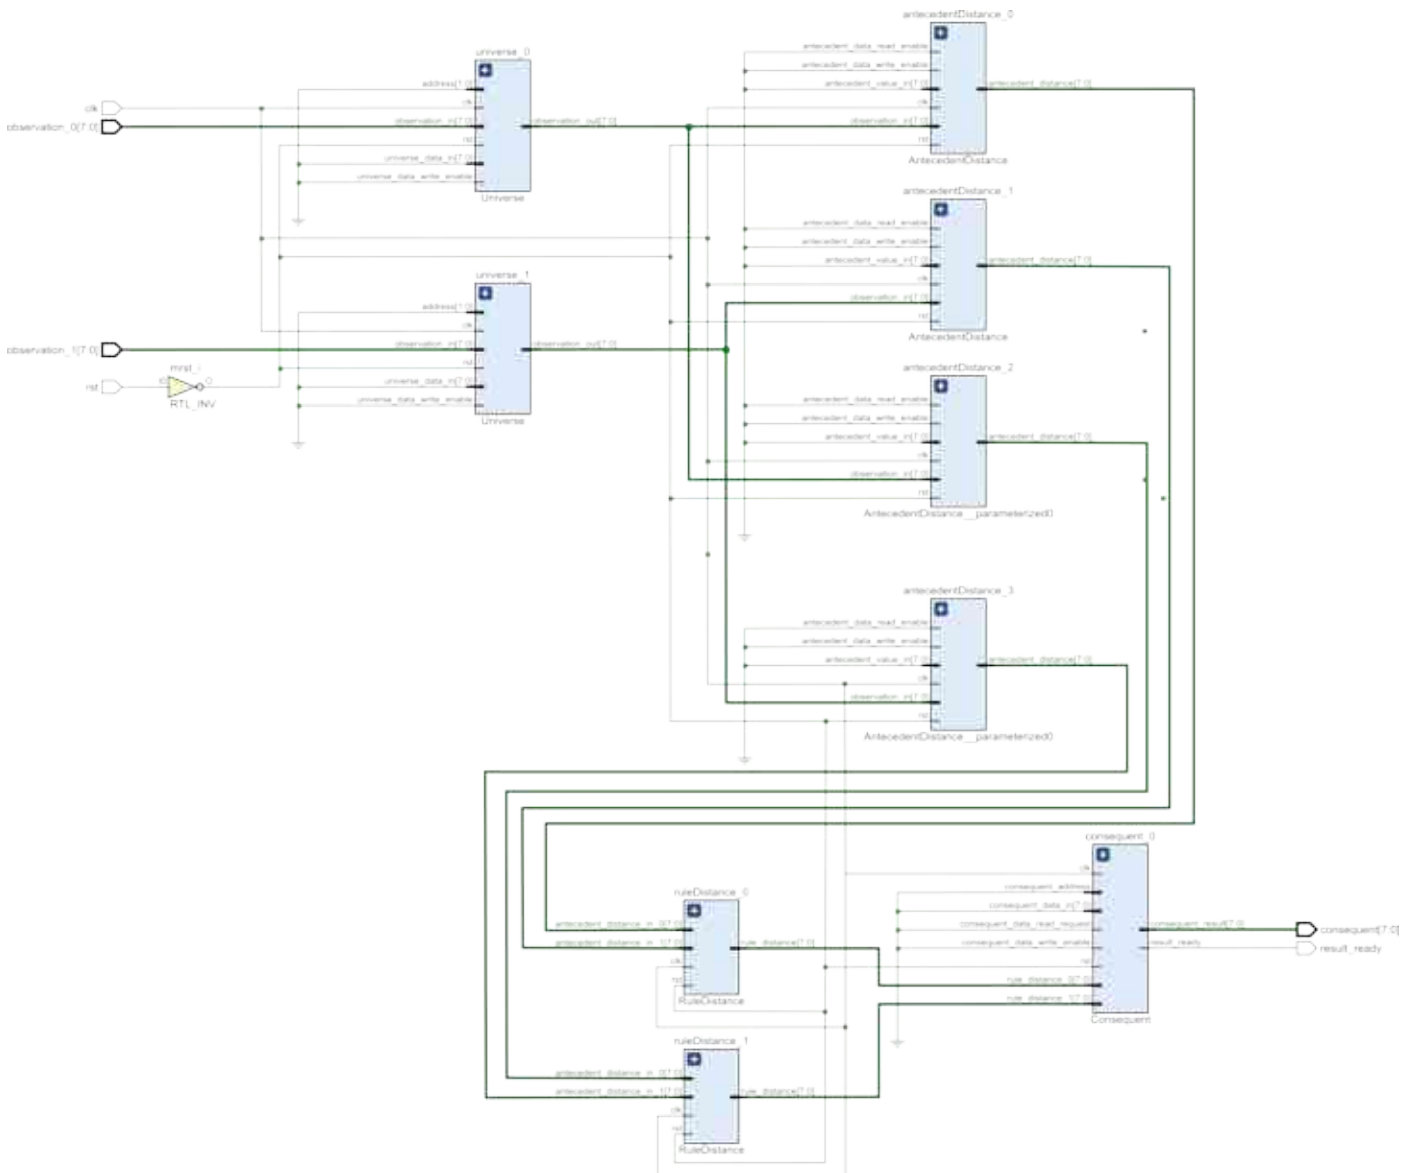 antecedentDistance_0
antecedent_data_read_enable
antecedent_data_write_enable
antecedent_value_in[7:0]
clk
observation_in[7:0]
rst
antecedent_distance[7:0]
AntecedentDistance
universe_0
address[1:0]
clk
observation_in[7:0]
rst
universe_data_in[7:0]
universe_data_write_enable
observation_out[7:0]
Universe
clk
observation_0[7:0]
antecedentDistance_1
antecedent_data_read_enable
antecedent_data_write_enable
antecedent_value_in[7:0]
clk
observation_in[7:0]
rst
antecedent_distance[7:0]
AntecedentDistance
universe_1
address[1:0]
clk
observation_in[7:0]
rst
universe_data_in[7:0]
universe_data_write_enable
observation_out[7:0]
Universe
observation_1[7:0]
rst
RTL_INV
antecedentDistance_2
antecedent_data_read_enable
antecedent_data_write_enable
antecedent_value_in[7:0]
clk
observation_in[7:0]
rst
antecedent_distance[7:0]
AntecedentDistance__parameterized0
antecedentDistance_3
antecedent_data_read_enable
antecedent_data_write_enable
antecedent_value_in[7:0]
clk
observation_in[7:0]
rst
antecedent_distance[7:0]
AntecedentDistance__parameterized0
consequent_0
clk
consequent_address
consequent_data_in[7:0]
consequent_data_read_request
consequent_data_write_enable
rst
rule_distance_0[7:0]
rule_distance_1[7:0]
consequent_result[7:0]
result_ready
Consequent
consequent[7:0]
result_ready
ruleDistance_0
antecedent_distance_in_0[7:0]
antecedent_distance_in_1[7:0]
clk
rst
rule_distance[7:0]
RuleDistance
ruleDistance_1
antecedent_distance_in_0[7:0]
antecedent_distance_in_1[7:0]
clk
rst
rule_distance[7:0]
RuleDistance